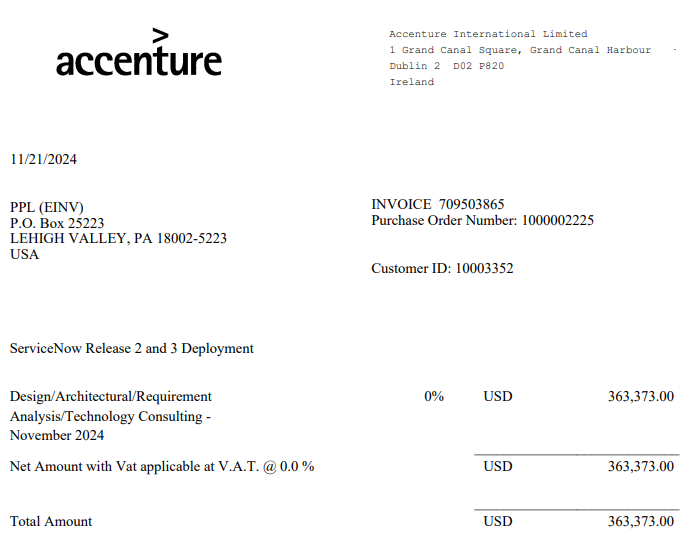 accenture
Accenture International Limited
1 Grand Canal Square, Grand Canal Harbour
Dublin 2 D02 P820
Ireland
11/21/2024
PPL (EINV)
P.O. Box 25223
LEHIGH VALLEY, PA 18002-5223
USA
INVOICE 709503865
Purchase Order Number: 1000002225
Customer ID: 10003352
ServiceNow Release 2 and 3 Deployment
Design/Architectural/Requirement 0% USD 363,373.00
Analysis/Technology Consulting -
November 2024
Net Amount with Vat applicable at V.A.T. @ 0.0 % USD 363,373.00
Total Amount USD 363,373.00